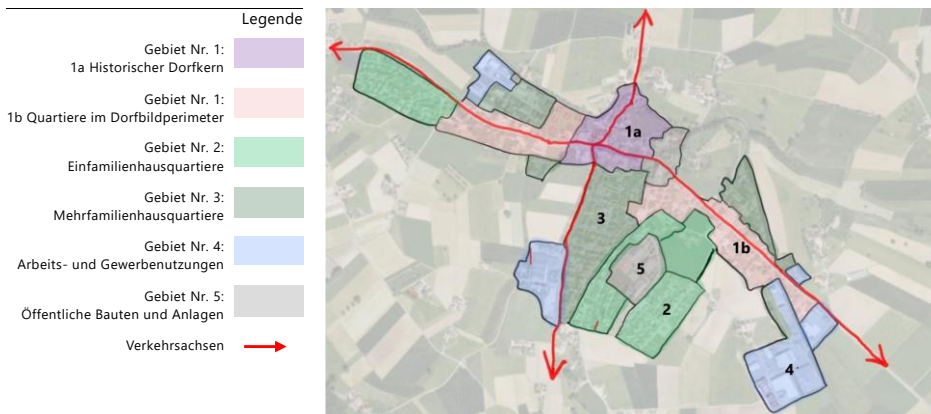 Legende
Gebiet Nr. 1:
1a Historischer Dorfkern
Gebiet Nr. 1:
1b Quartiere im Dorfbildperimeter
Gebiet Nr. 2:
Einfamilienhausquartiere
Gebiet Nr. 3:
Mehrfamilienhausquartiere
Gebiet Nr. 4:
Arbeits- und Gewerbenutzungen
Gebiet Nr. 5:
Öffentliche Bauten und Anlagen
Verkehrsachsen
1a
3
1b
5
2
4